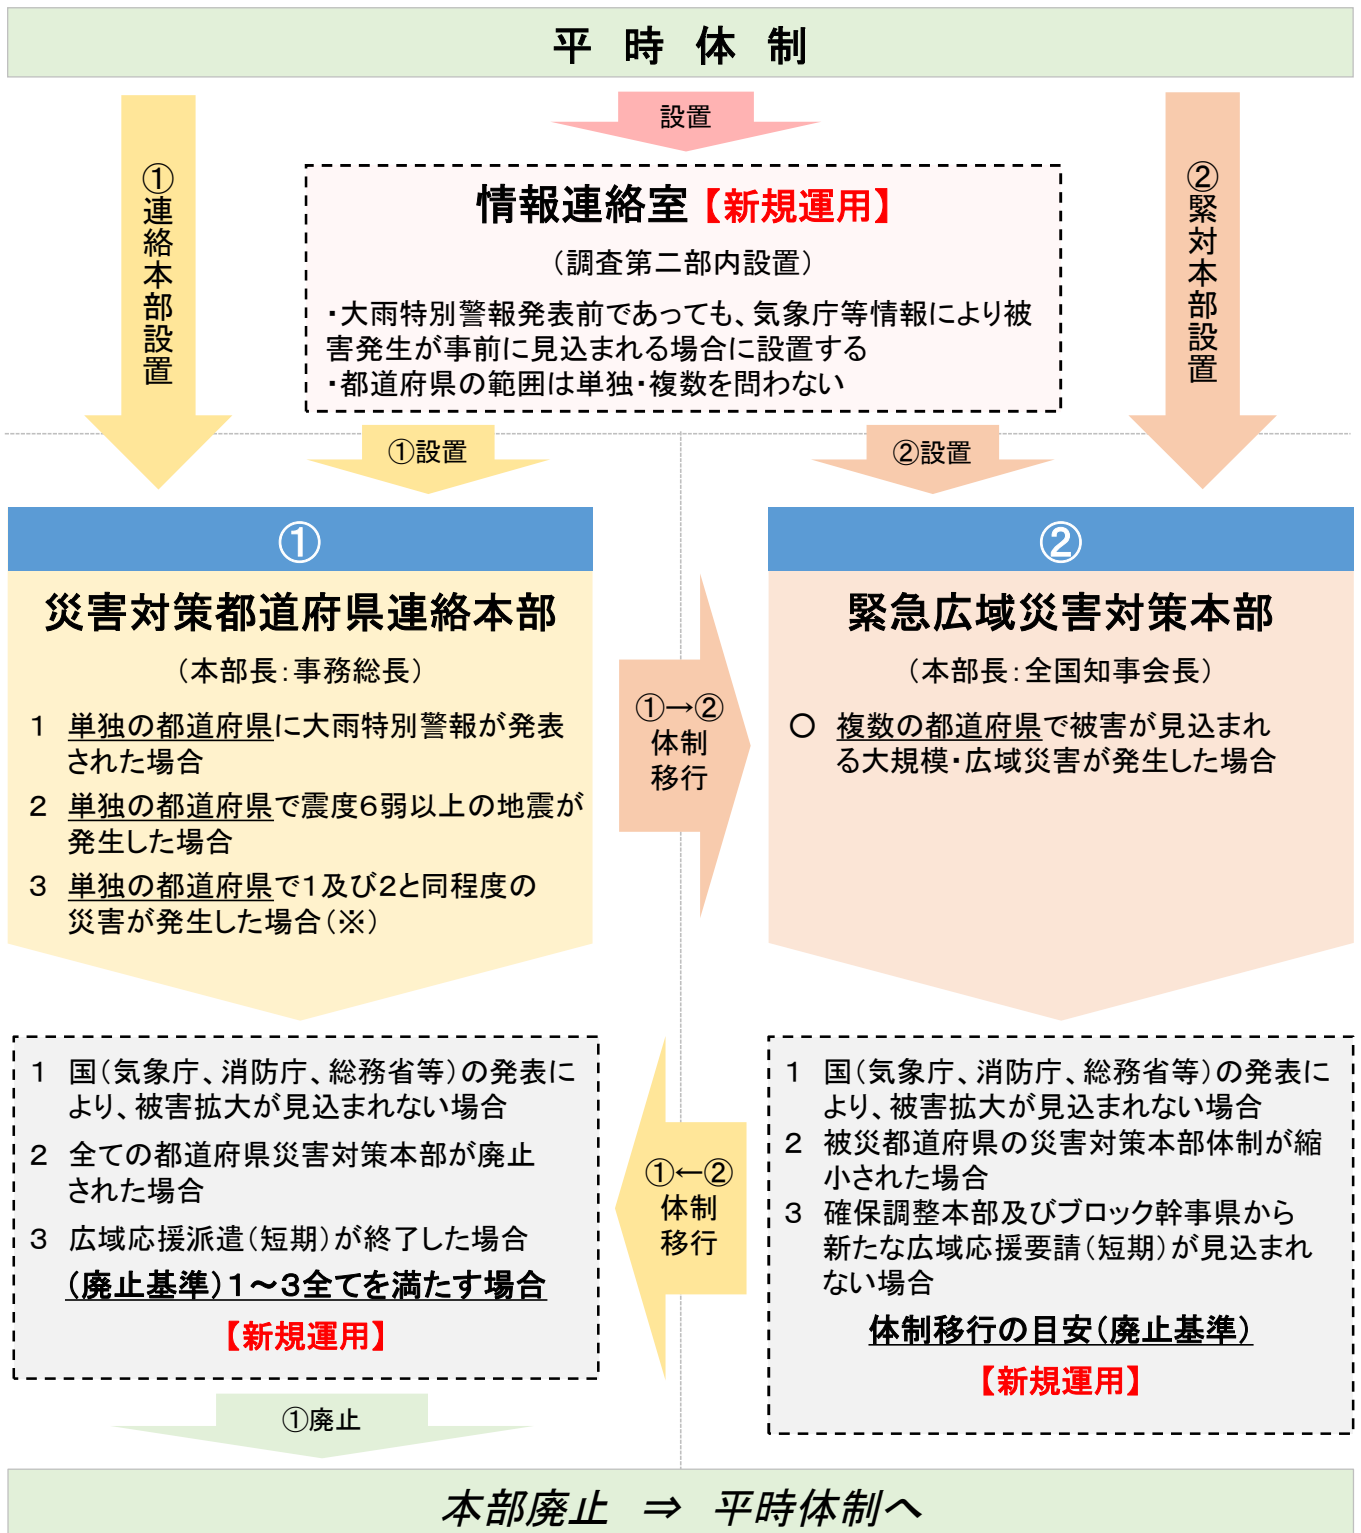 平 時 体 制
設置
①連絡本部設置
情報連絡室【新規運用】
（調査第二部内設置）
・大雨特別警報発表前であっても、気象庁等情報により被
害発生が事前に見込まれる場合に設置する
・都道府県の範囲は単独・複数を問わない
②緊対本部設置
①設置
②設置
①
災害対策都道府県連絡本部
（本部長：事務総長）
１ 単独の都道府県に大雨特別警報が発表
された場合
２ 単独の都道府県で震度６弱以上の地震が
発生した場合
３ 単独の都道府県で１及び２と同程度の
災害が発生した場合（※）
①→②
体制
移行
②
緊急広域災害対策本部
（本部長：全国知事会長）
○ 複数の都道府県で被害が見込まれ
る大規模・広域災害が発生した場合
１ 国（気象庁、消防庁、総務省等）の発表に
より、被害拡大が見込まれない場合
２ 全ての都道府県災害対策本部が廃止
された場合
３ 広域応援派遣（短期）が終了した場合
（廃止基準）１～３全てを満たす場合
【新規運用】
①←②
体制
移行
１ 国（気象庁、消防庁、総務省等）の発表に
より、被害拡大が見込まれない場合
２ 被災都道府県の災害対策本部体制が縮
小された場合
３ 確保調整本部及びブロック幹事県から
新たな広域応援要請（短期）が見込まれ
ない場合
体制移行の目安（廃止基準）
【新規運用】
①廃止
本部廃止 ⇒ 平時体制へ